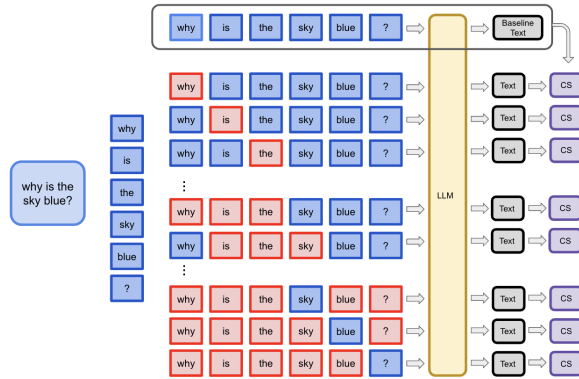 why is the sky blue ? Baseline
Text
why is the sky blue ? Text CS
why is the sky blue ? Text CS
why is the sky blue ? Text CS
⋮
why is the sky blue ? Text CS
why is the sky blue ? Text CS
⋮
why is the sky blue ? Text CS
why is the sky blue ? Text CS
why is the sky blue ? Text CS
why
is
the
sky
blue
?
why is the
sky blue?
LLM